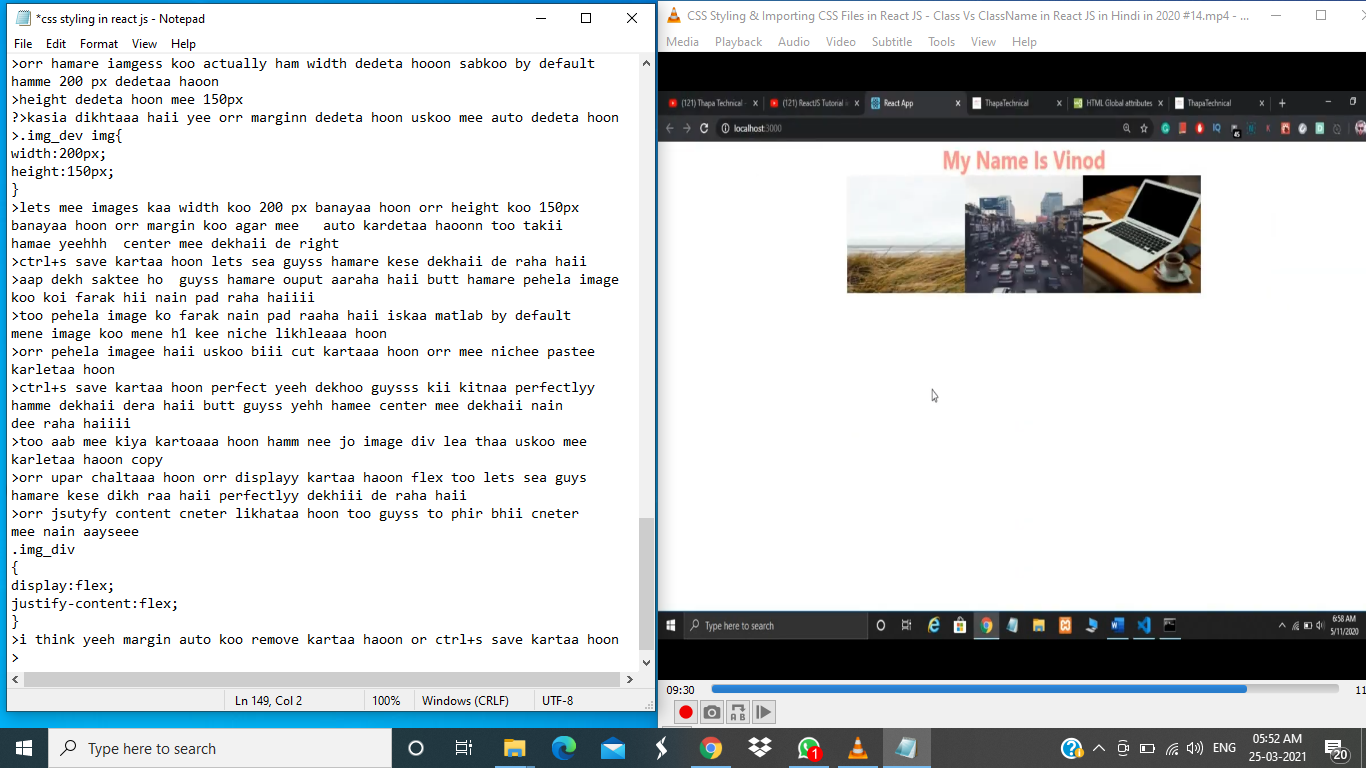 *css styling in react js - Notepad
File Edit Format View Help
>orr hamare iamgess koo actually ham width dedeta hooon sabkoo by default
hamme 200 px dedetaa haoon
>height dedeta hoon mee 150px
?>kasia dikhtaaa haii yee orr marginn dedeta hoon uskoo mee auto dedeta hoon
>.img_dev img{
width:200px;
height:150px;
}
>lets mee images kaa width koo 200 px banayaa hoon orr height koo 150px
banayaa hoon orr margin koo agar mee   auto kardetaa haoonn too takii
hamae yeehhh  center mee dekhaii de right
>ctrl+s save kartaa hoon lets sea guyss hamare kese dekhaii de raha haii
>aap dekh saktee ho  guyss hamare ouput aaraha haii butt hamare pehela image
koo koi farak hii nain pad raha haiiii
>too pehela image ko farak nain pad raaha haii iskaa matlab by default
mene image koo mene h1 kee niche likhleaaa hoon
>orr pehela imagee haii uskoo biii cut kartaaa hoon orr mee nichee pastee
karletaa hoon
>ctrl+s save kartaa hoon perfect yeeh dekhoo guysss kii kitnaa perfectlyy
hamme dekhaii dera haii butt guyss yehh hamee center mee dekhaii nain
dee raha haiiii
>too aab mee kiya kartoaaa hoon hamm nee jo image div lea thaa uskoo mee
karletaa haoon copy
>orr upar chaltaaa hoon orr displayy kartaa haoon flex too lets sea guys
hamare kese dikh raa haii perfectlyy dekhiii de raha haii
>orr jsutyfy content cneter likhataa hoon too guyss to phir bhii cneter
mee nain aayseee
.img_div
{
display:flex;
justify-content:flex;
}
>i think yeeh margin auto koo remove kartaa haoon or ctrl+s save kartaa hoon
>
Ln 149, Col 2 100% Windows (CRLF) UTF-8
CSS Styling & Importing CSS Files in React JS - Class Vs ClassName in React JS in Hindi in 2020 #14.mp4 - ...
Media Playback Audio Video Subtitle Tools View Help
(121) Thapa Technical - (121) ReactJS Tutorial in React App ThapaTechnical HTML Global attributes ThapaTechnical
localhost:3000
45
My Name Is Vinod
Type here to search
6:58 AM
5/11/2020
09:30 11
A B
Type here to search
1
ENG
05:52 AM
25-03-2021
20